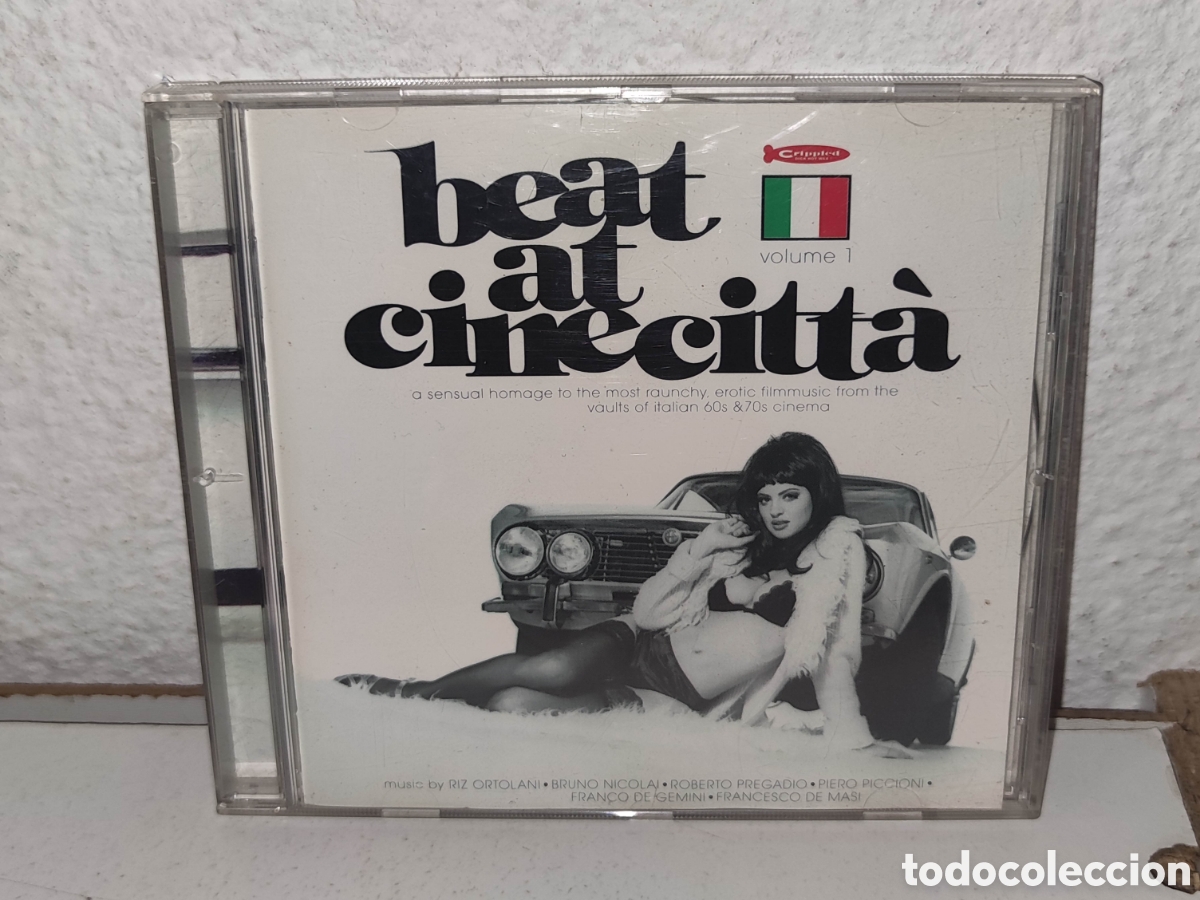 beat
at
cinecittà
Crippled
volume 1
a sensual homage to the most raunchy, erotic filmmusic from the
vaults of italian 60s &70s cinema
music by RIZ ORTOLANI • BRUNO NICOLAI • ROBERTO PREGADIO • PIERO PICCIONI •
FRANCO DE GEMINI • FRANCESCO DE MASI
todocoleccion